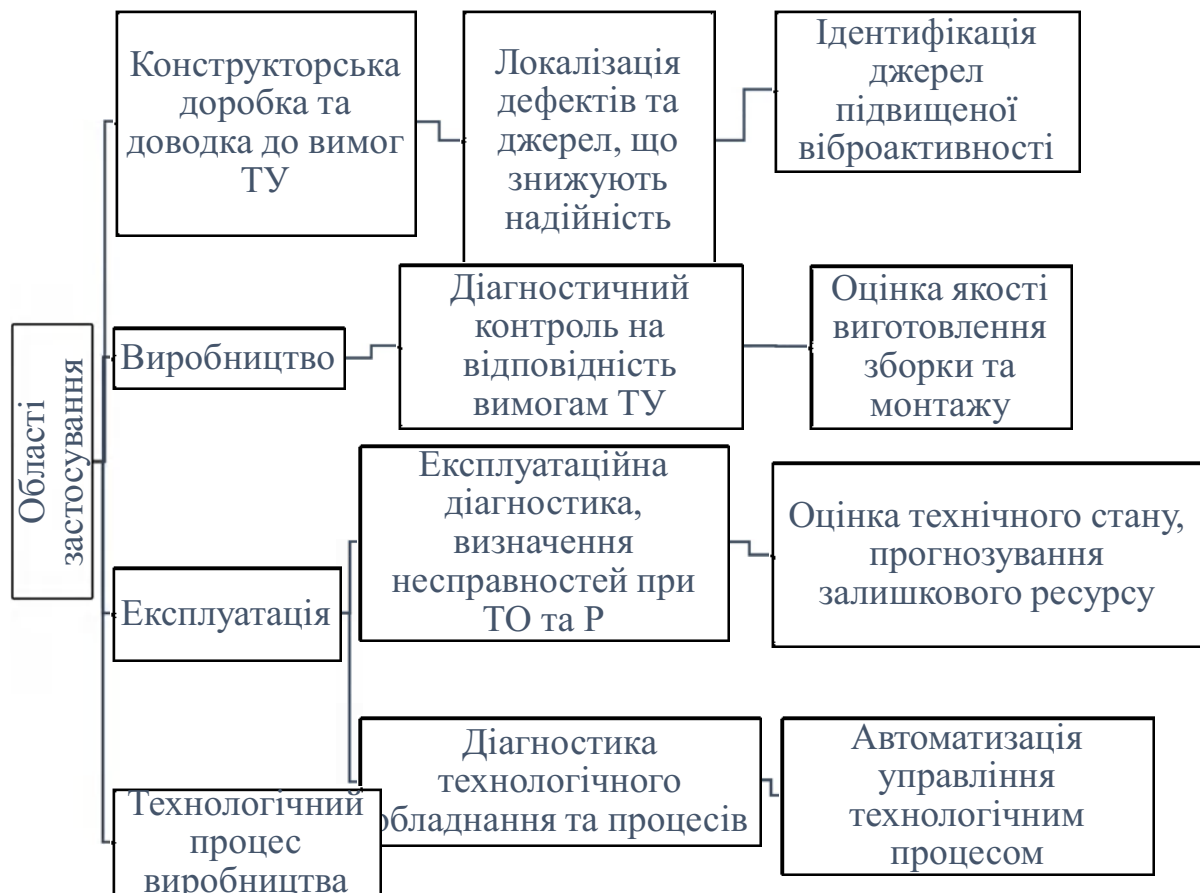 Області
застосування
Конструкторська
доробка та
доводка до вимог
ТУ
Локалізація
дефектів та
джерел, що
знижують
надійність
Ідентифікація
джерел
підвищеної
віброактивності
Виробництво
Діагностичний
контроль на
відповідність
вимогам ТУ
Оцінка якості
виготовлення
зборки та
монтажу
Експлуатація
Експлуатаційна
діагностика,
визначення
несправностей при
ТО та Р
Оцінка технічного стану,
прогнозування
залишкового ресурсу
Діагностика
технологічного
обладнання та процесів
Автоматизація
управління
технологічним
процесом
Технологічний
процес
виробництва